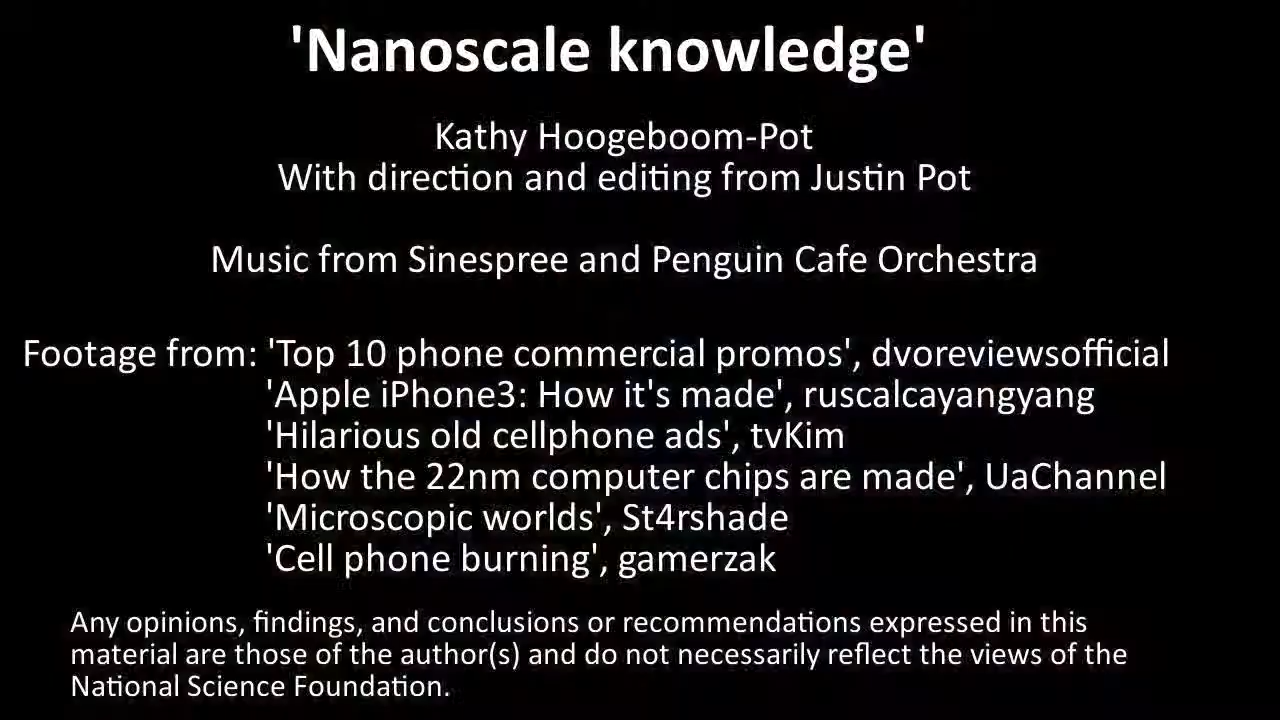 'Nanoscale knowledge'
Kathy Hoogeboom-Pot
With direction and editing from Justin Pot
Music from Sinespree and Penguin Cafe Orchestra
Footage from: 'Top 10 phone commercial promos', dvoreviewsofficial
'Apple iPhone3: How it's made', ruscalcayangyang
'Hilarious old cellphone ads', tvKim
'How the 22nm computer chips are made', UaChannel
'Microscopic worlds', St4rshade
'Cell phone burning', gamerzak
Any opinions, findings, and conclusions or recommendations expressed in this
material are those of the author(s) and do not necessarily reflect the views of the
National Science Foundation.